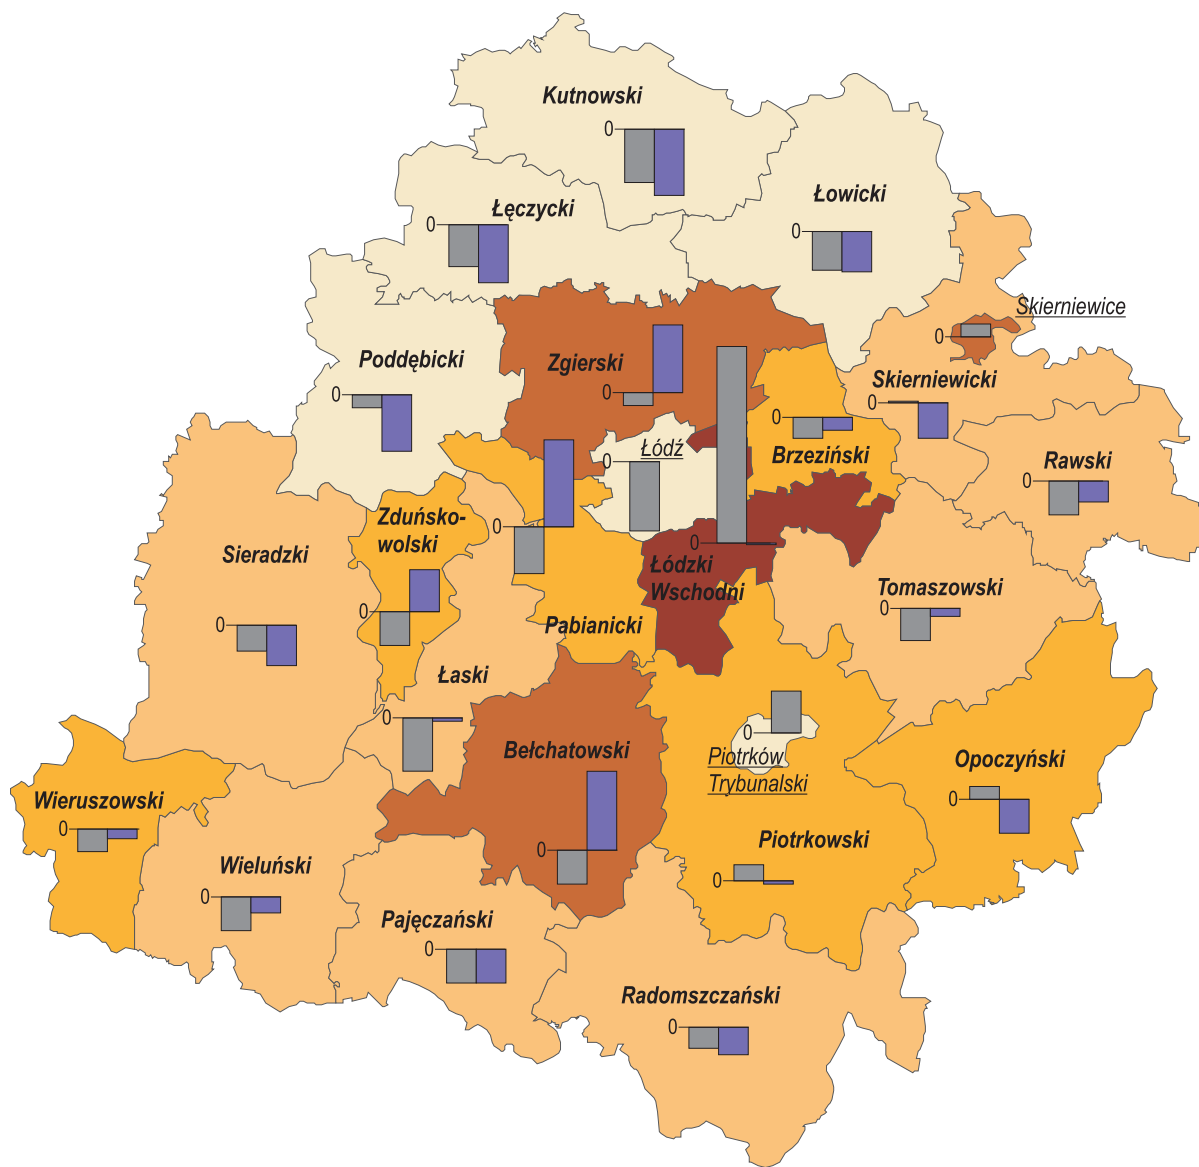 Kutnowski
0
Łowicki
0
Łęczycki
0
Skierniewice
0
Poddębicki
0
Zgierski
0
Skierniewicki
0
Brzeziński
0
Łódź
0
Rawski
0
Zduńsko-
wolski
0
0
Pabianicki
Sieradzki
0
0
Łódzki
Wschodni
Tomaszowski
0
Łaski
0
Bełchatowski
0
0
Piotrków
Trybunalski
Opoczyński
0
Wieruszowski
0
Piotrkowski
0
Wieluński
0
Pajęczański
0
Radomszczański
0